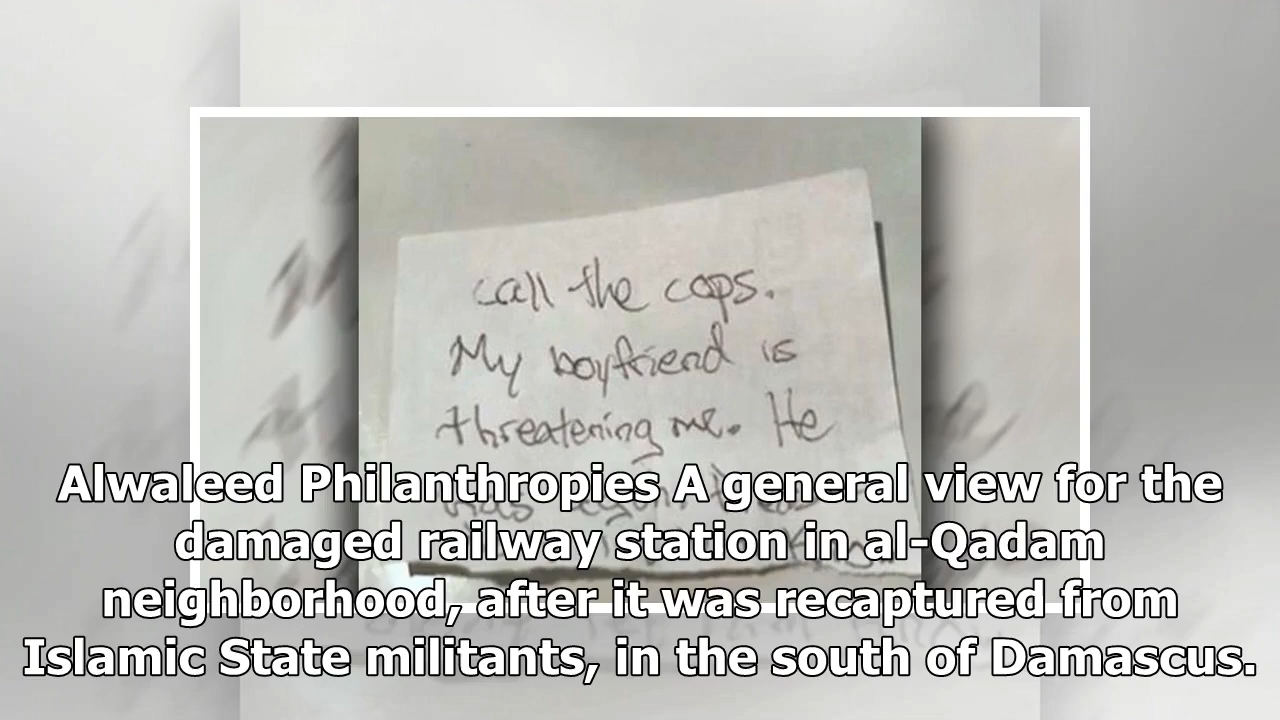 call the cops.
My boyfriend is
threatening me. He
Alwaleed Philanthropies A general view for the
damaged railway station in al-Qadam
neighborhood, after it was recaptured from
Islamic State militants, in the south of Damascus.